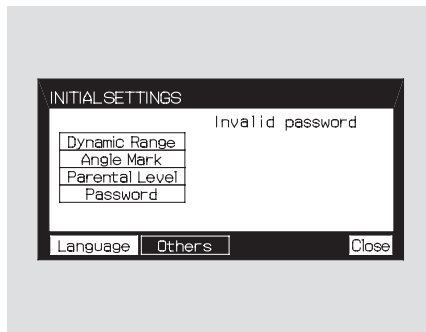 INITIAL SETTINGS
Invalid password
Dynamic Range
Angle Mark
Parental Level
Password
Language Others Close